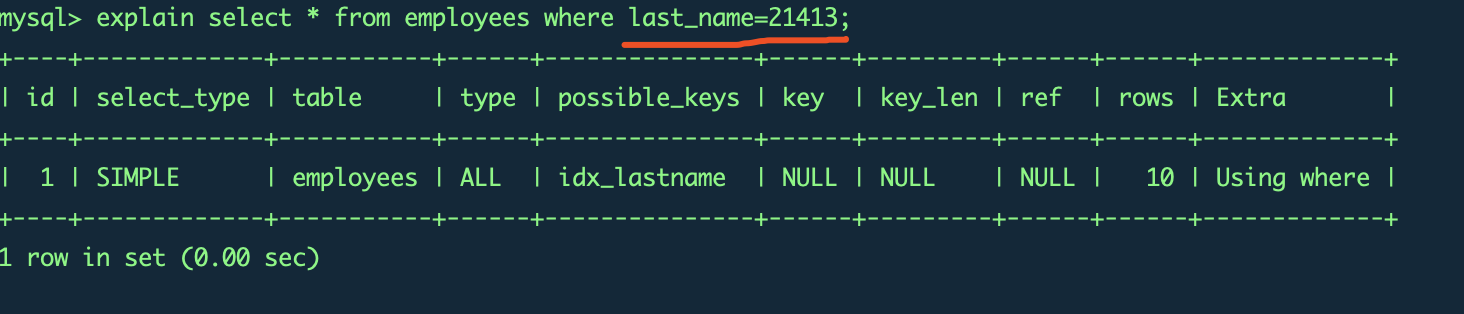 mysql> explain select * from employees where last_name=21413;
+----+-------------+-----------+------+---------------+------+---------+------+------+-------------+
| id | select_type | table     | type | possible_keys | key  | key_len | ref  | rows | Extra       |
+----+-------------+-----------+------+---------------+------+---------+------+------+-------------+
|  1 | SIMPLE      | employees | ALL  | idx_lastname  | NULL | NULL    | NULL |   10 | Using where |
+----+-------------+-----------+------+---------------+------+---------+------+------+-------------+
1 row in set (0.00 sec)